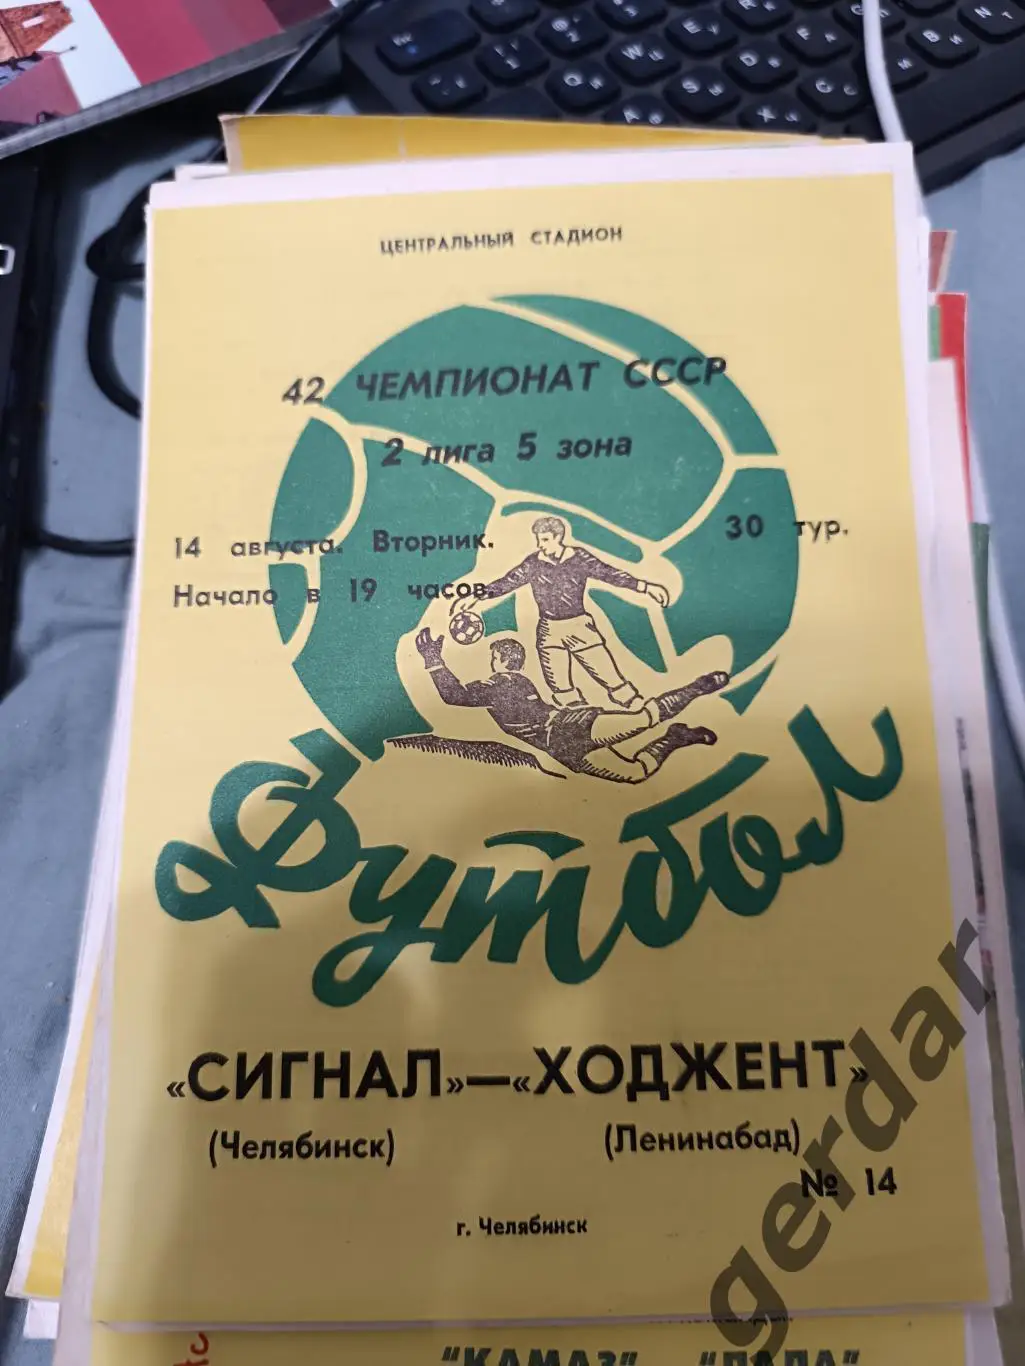 ЦЕНТРАЛЬНЫЙ СТАДИОН
42 ЧЕМПИОНАТ СССР
2 лига 5 зона
14 августа. Вторник. 30 тур.
Начало в 19 часов.
Футбол
«СИГНАЛ»—«ХОДЖЕНТ»
(Челябинск) (Ленинабад)
№ 14
г. Челябинск
"КАМАЗ"
gerdar